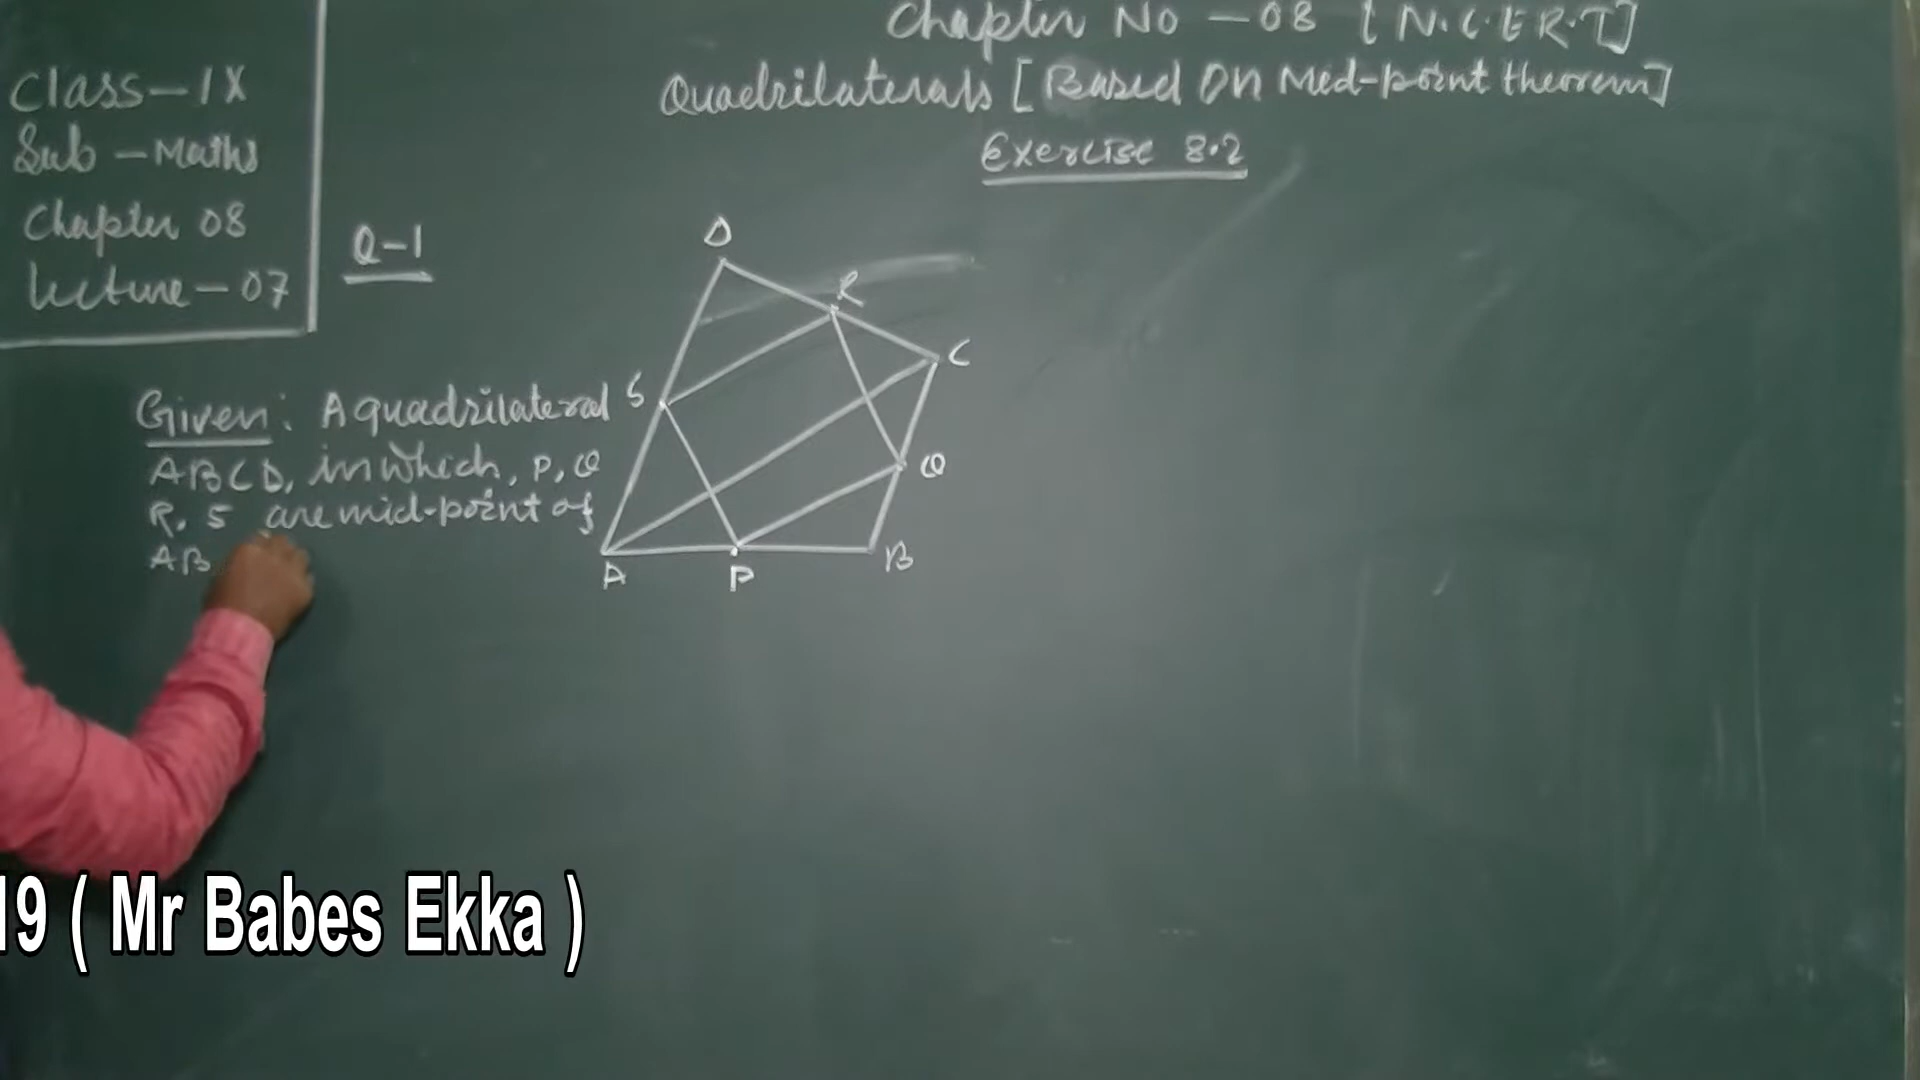 Chapter No - 08 [N.C.E.R.T]
Quadrilaterals [Based On Mid-point theorem]
Exercise 8.2
Class - IX
Sub - Maths
Chapter 08
Lecture - 07
Q-1
D
R
C
S
Q
A
P
B
Given: A quadrilateral
ABCD, in which, P, Q
R, S are mid-point of
AB
19 ( Mr Babes Ekka )